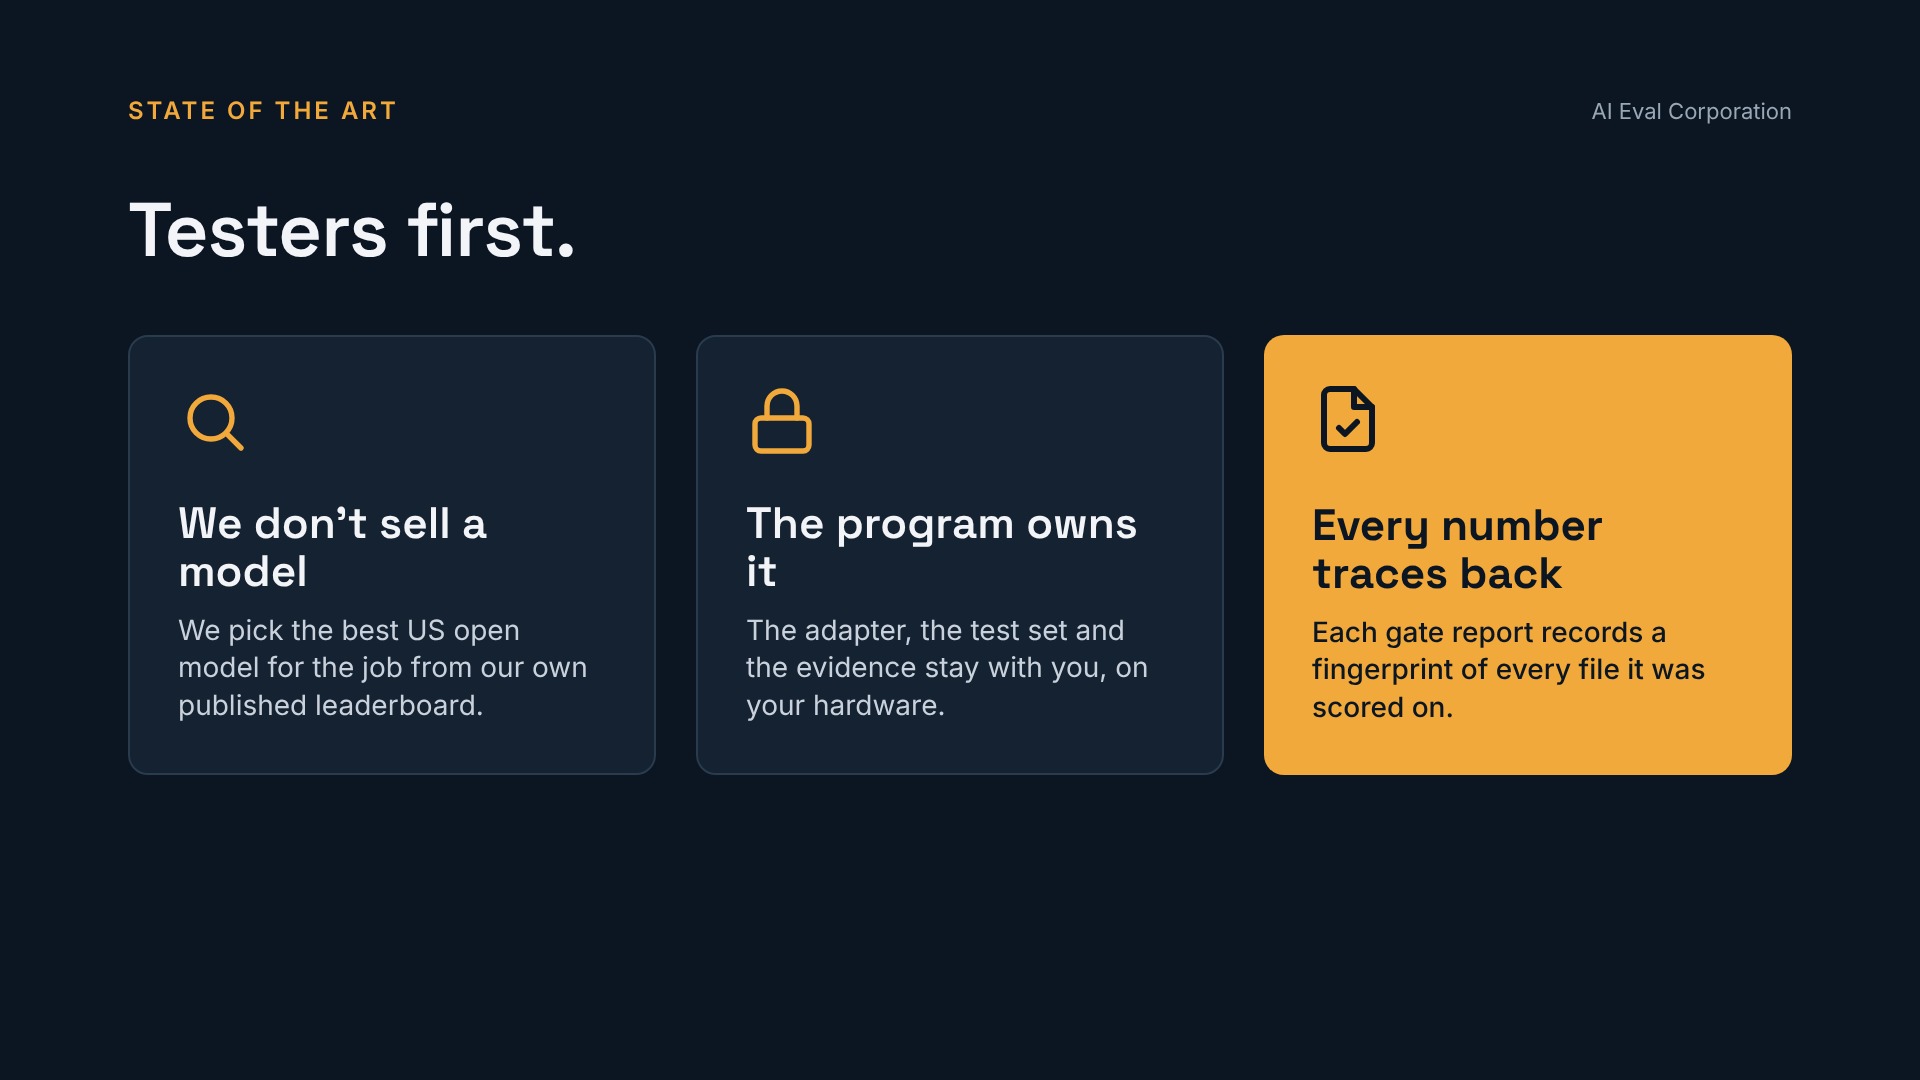 STATE OF THE ART
AI Eval Corporation
Testers first.
We don’t sell a
model
We pick the best US open
model for the job from our own
published leaderboard.
The program owns
it
The adapter, the test set and
the evidence stay with you, on
your hardware.
Every number
traces back
Each gate report records a
fingerprint of every file it was
scored on.